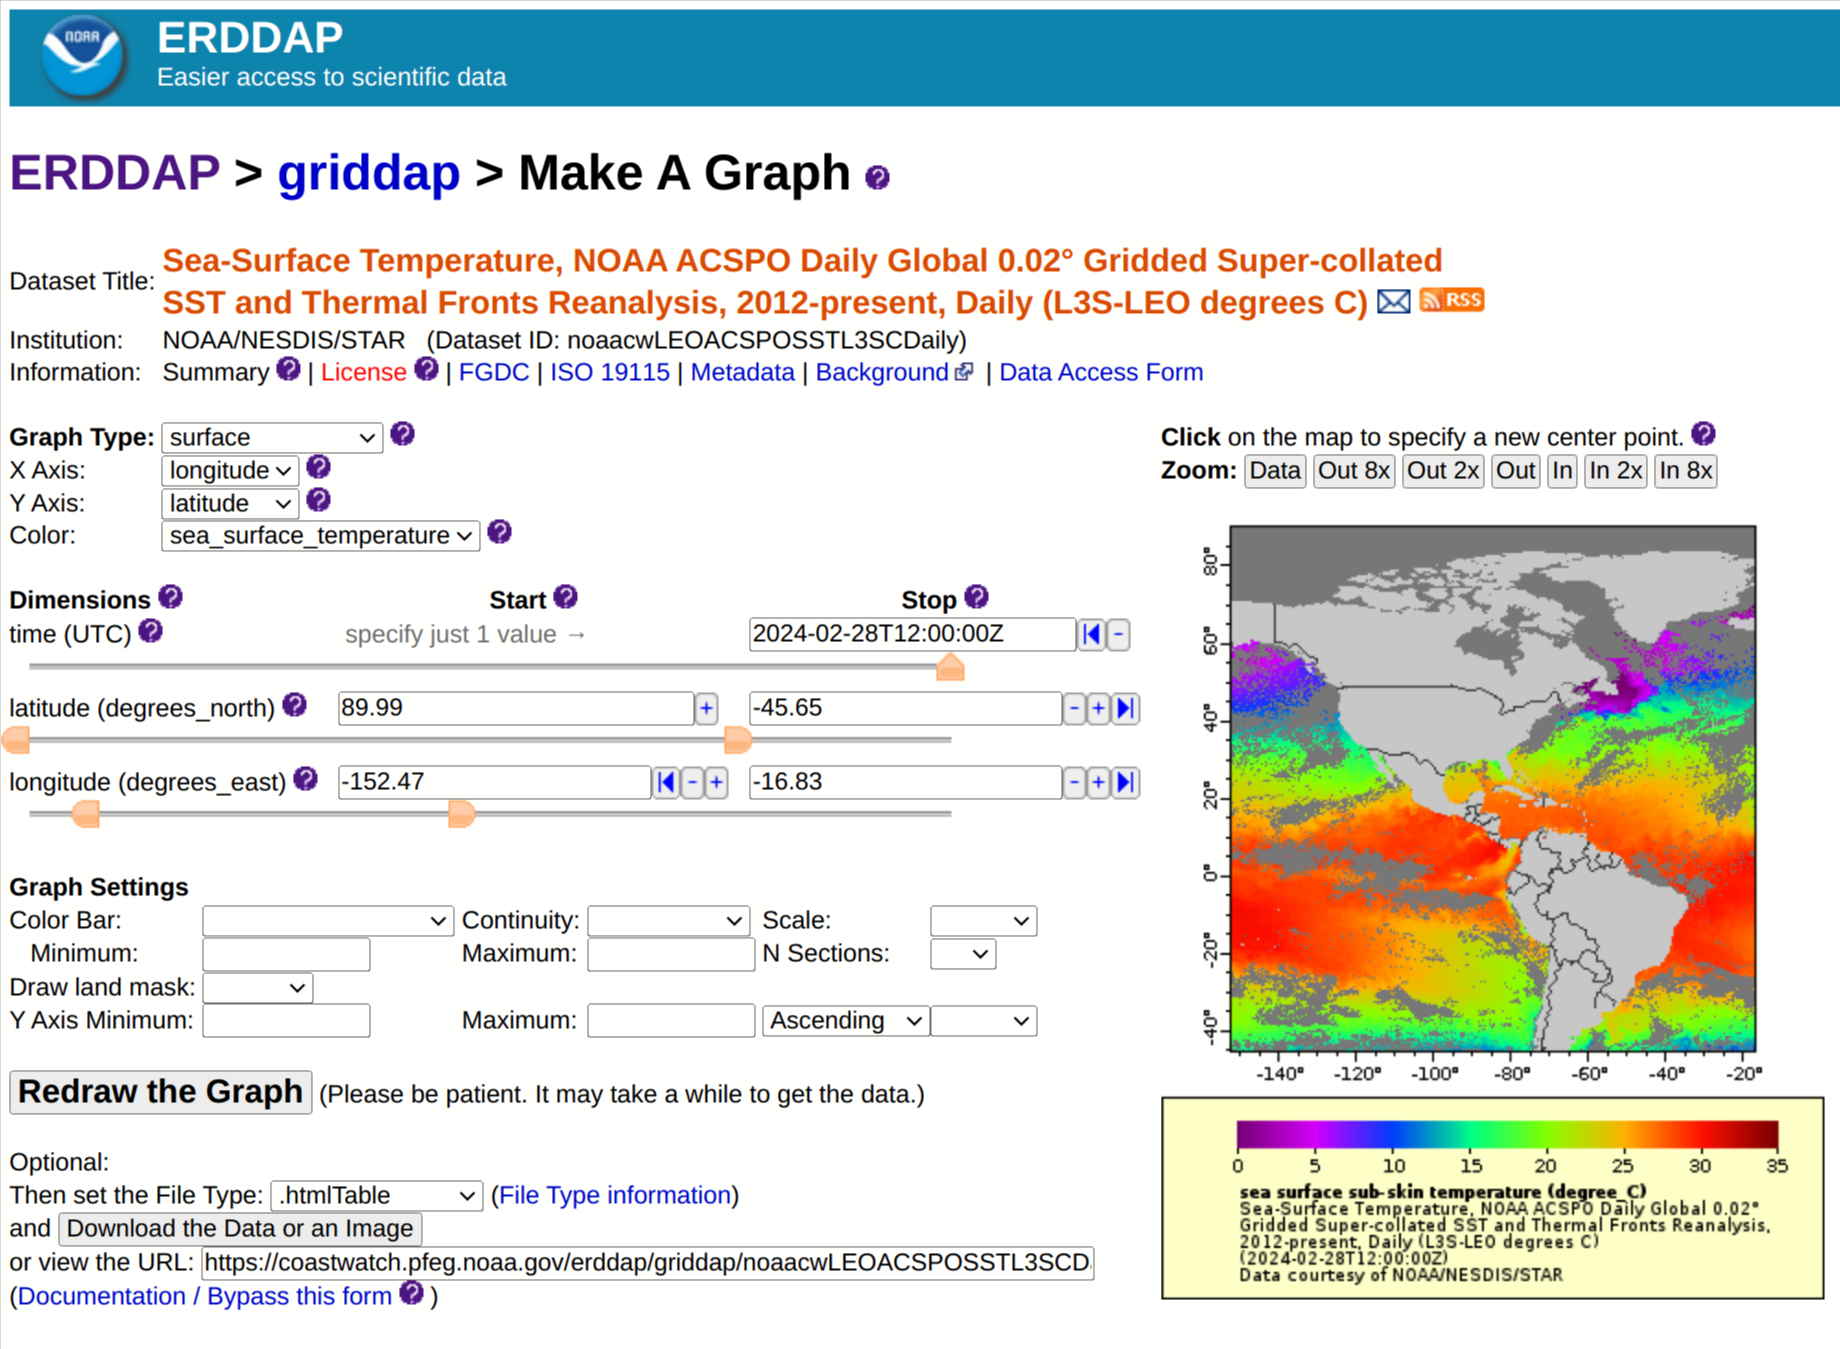 NOAA
ERDDAP
Easier access to scientific data
ERDDAP > griddap > Make A Graph ?
Dataset Title: Sea-Surface Temperature, NOAA ACSPO Daily Global 0.02° Gridded Super-collated
SST and Thermal Fronts Reanalysis, 2012-present, Daily (L3S-LEO degrees C) RSS
Institution: NOAA/NESDIS/STAR (Dataset ID: noaacwLEOACSPOSSTL3SCDaily)
Information: Summary ? | License ? | FGDC | ISO 19115 | Metadata | Background | Data Access Form
Graph Type: surface ?
X Axis: longitude ?
Y Axis: latitude ?
Color: sea_surface_temperature ?
Dimensions ? Start ? Stop ?
time (UTC) ? specify just 1 value → 2024-02-28T12:00:00Z -
latitude (degrees_north) ? 89.99 + -45.65 - +
longitude (degrees_east) ? -152.47 - + -16.83 - +
Graph Settings
Color Bar: Continuity: Scale:
Minimum: Maximum: N Sections:
Draw land mask:
Y Axis Minimum: Maximum: Ascending
Redraw the Graph (Please be patient. It may take a while to get the data.)
Optional:
Then set the File Type: .htmlTable (File Type information)
and Download the Data or an Image
or view the URL: https://coastwatch.pfeg.noaa.gov/erddap/griddap/noaacwLEOACSPOSSTL3SCD
(Documentation / Bypass this form ? )
Click on the map to specify a new center point. ?
Zoom: Data Out 8x Out 2x Out In In 2x In 8x
80°
60°
40°
20°
0°
-20°
-40°
-140° -120° -100° -80° -60° -40° -20°
0 5 10 15 20 25 30 35
sea surface sub-skin temperature (degree_C)
Sea-Surface Temperature, NOAA ACSPO Daily Global 0.02°
Gridded Super-collated SST and Thermal Fronts Reanalysis,
2012-present, Daily (L3S-LEO degrees C)
(2024-02-28T12:00:00Z)
Data courtesy of NOAA/NESDIS/STAR